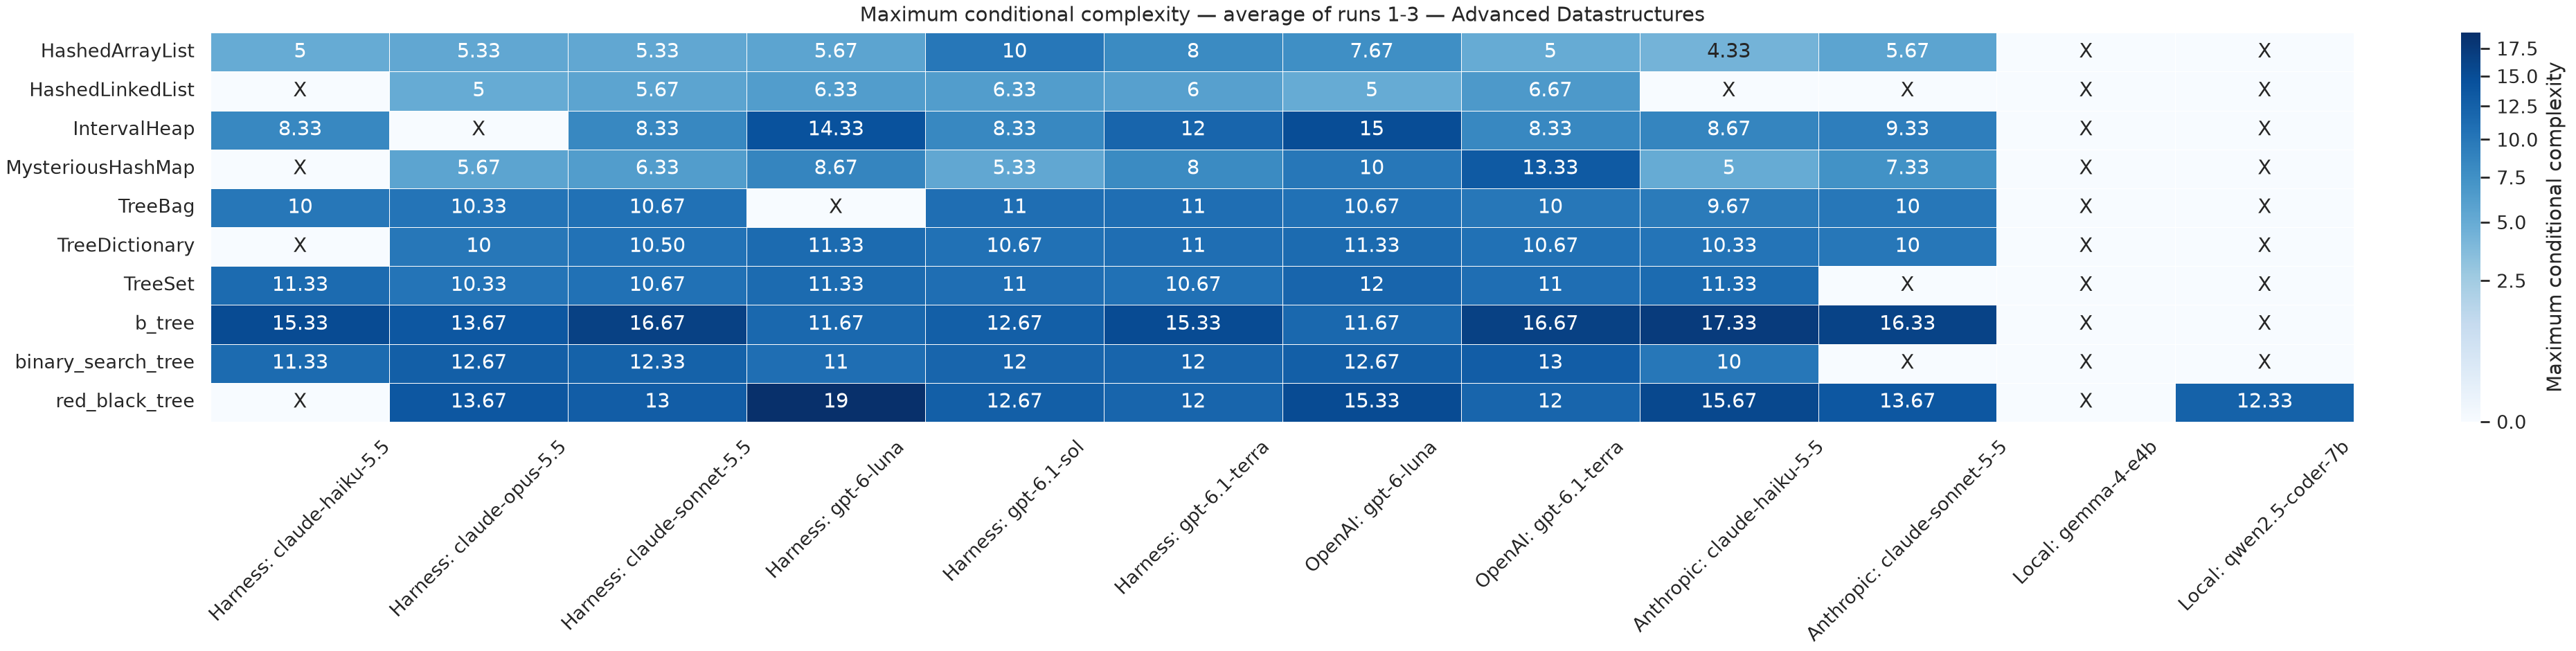 Maximum conditional complexity — average of runs 1-3 — Advanced Datastructures
HashedArrayList 5 5.33 5.33 5.67 10 8 7.67 5 4.33 5.67 X X
HashedLinkedList X 5 5.67 6.33 6.33 6 5 6.67 X X X X
IntervalHeap 8.33 X 8.33 14.33 8.33 12 15 8.33 8.67 9.33 X X
MysteriousHashMap X 5.67 6.33 8.67 5.33 8 10 13.33 5 7.33 X X
TreeBag 10 10.33 10.67 X 11 11 10.67 10 9.67 10 X X
TreeDictionary X 10 10.50 11.33 10.67 11 11.33 10.67 10.33 10 X X
TreeSet 11.33 10.33 10.67 11.33 11 10.67 12 11 11.33 X X X
b_tree 15.33 13.67 16.67 11.67 12.67 15.33 11.67 16.67 17.33 16.33 X X
binary_search_tree 11.33 12.67 12.33 11 12 12 12.67 13 10 X X X
red_black_tree X 13.67 13 19 12.67 12 15.33 12 15.67 13.67 X 12.33
Harness: claude-haiku-5.5
Harness: claude-opus-5.5
Harness: claude-sonnet-5.5
Harness: gpt-6-luna
Harness: gpt-6.1-sol
Harness: gpt-6.1-terra
OpenAI: gpt-6-luna
OpenAI: gpt-6.1-terra
Anthropic: claude-haiku-5-5
Anthropic: claude-sonnet-5-5
Local: gemma-4-e4b
Local: qwen2.5-coder-7b
17.5
15.0
12.5
10.0
7.5
5.0
2.5
0.0
Maximum conditional complexity